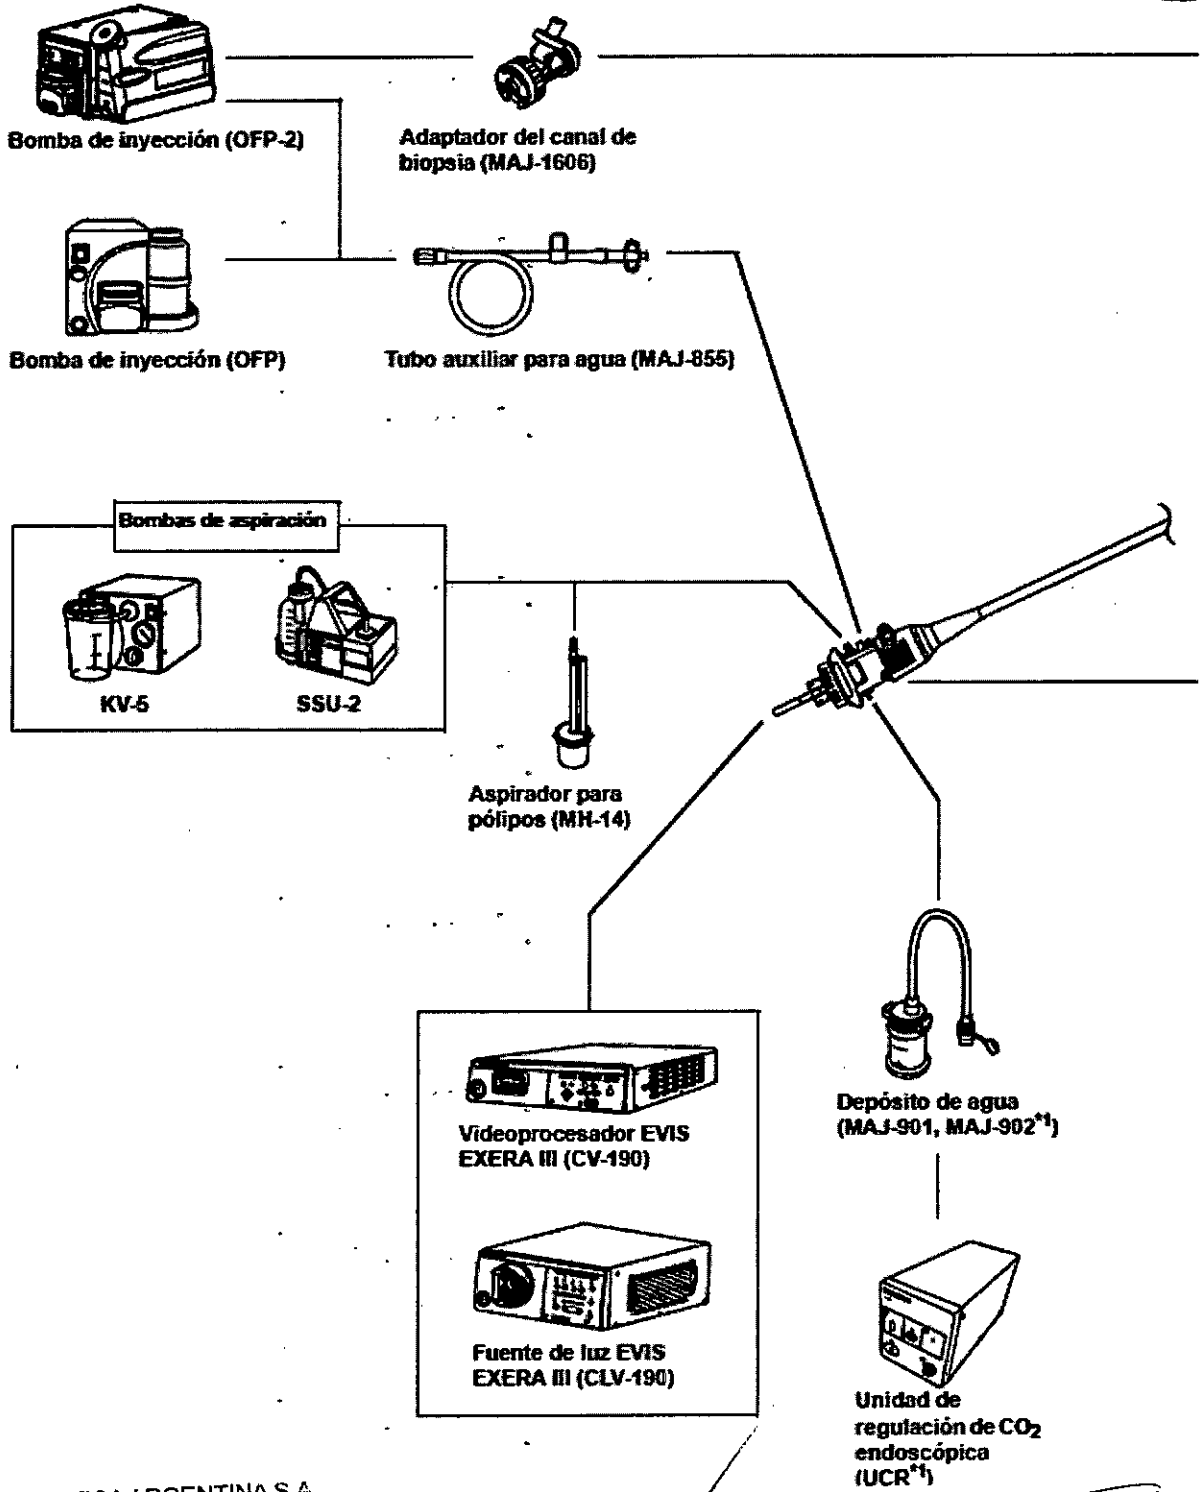 Bomba de inyección (OFP-2)
Adaptador del canal de
biopsia (MAJ-1606)
Bomba de inyección (OFP)
Tubo auxiliar para agua (MAJ-855)
Bombas de aspiración
KV-5
SSU-2
Aspirador para
pólipos (MH-14)
Videoprocesador EVIS
EXERA III (CV-190)
Fuente de luz EVIS
EXERA III (CLV-190)
Depósito de agua
(MAJ-901, MAJ-902*1)
Unidad de
regulación de CO2
endoscópica
(UCR*1)
ARGENTINA S.A.